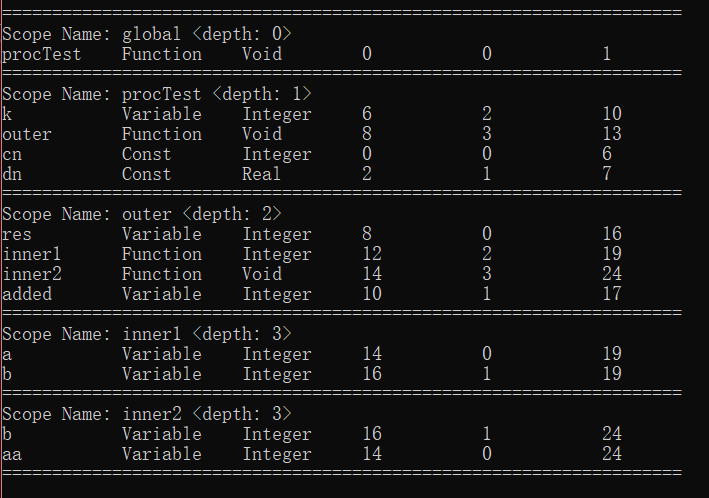 ====================================================================
Scope Name: global <depth: 0>
procTest    Function    Void        0           0          1
====================================================================
Scope Name: procTest <depth: 1>
k           Variable    Integer     6           2          10
outer       Function    Void        8           3          13
cn          Const       Integer     0           0          6
dn          Const       Real        2           1          7
====================================================================
Scope Name: outer <depth: 2>
res         Variable    Integer     8           0          16
inner1      Function    Integer     12          2          19
inner2      Function    Void        14          3          24
added       Variable    Integer     10          1          17
====================================================================
Scope Name: inner1 <depth: 3>
a           Variable    Integer     14          0          19
b           Variable    Integer     16          1          19
====================================================================
Scope Name: inner2 <depth: 3>
b           Variable    Integer     16          1          24
aa          Variable    Integer     14          0          24
====================================================================